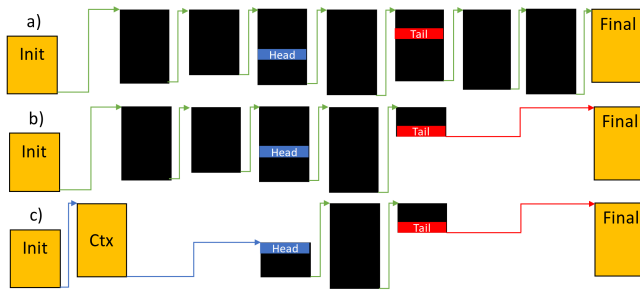 a)
Init
Head
Tail
Final
b)
Init
Head
Tail
Final
c)
Init
Ctx
Head
Tail
Final